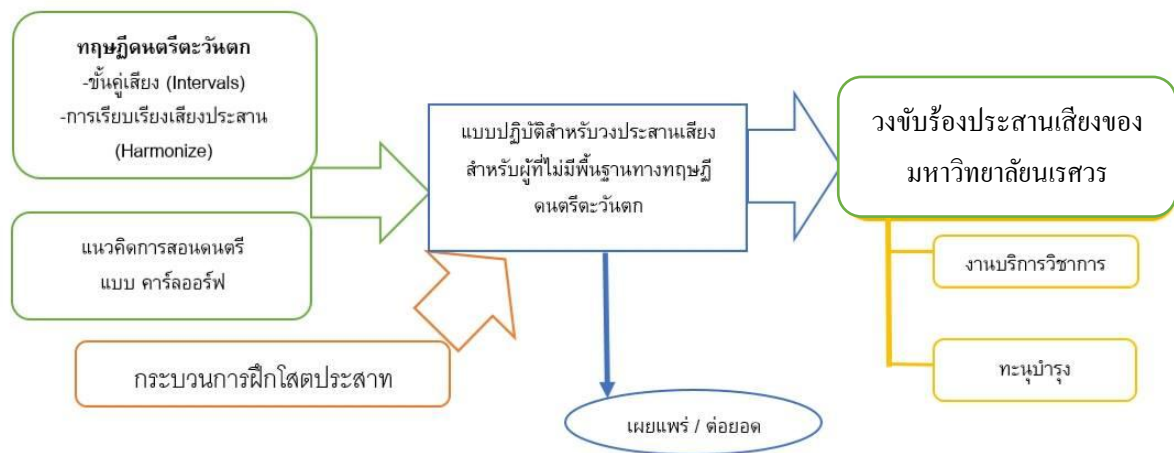 ทฤษฎีดนตรีตะวันตก
-ขั้นคู่เสียง (Intervals)
-การเรียบเรียงเสียงประสาน
(Harmonize)
แนวคิดการสอนดนตรี
แบบ คาร์ลออร์ฟ
กระบวนการฝึกโสตประสาท
แบบปฏิบัติสำหรับวงประสานเสียง
สำหรับผู้ที่ไม่มีพื้นฐานทางทฤษฎี
ดนตรีตะวันตก
เผยแพร่ / ต่อยอด
วงขับร้องประสานเสียงของ
มหาวิทยาลัยนเรศวร
งานบริการวิชาการ
ทะนุบำรุง